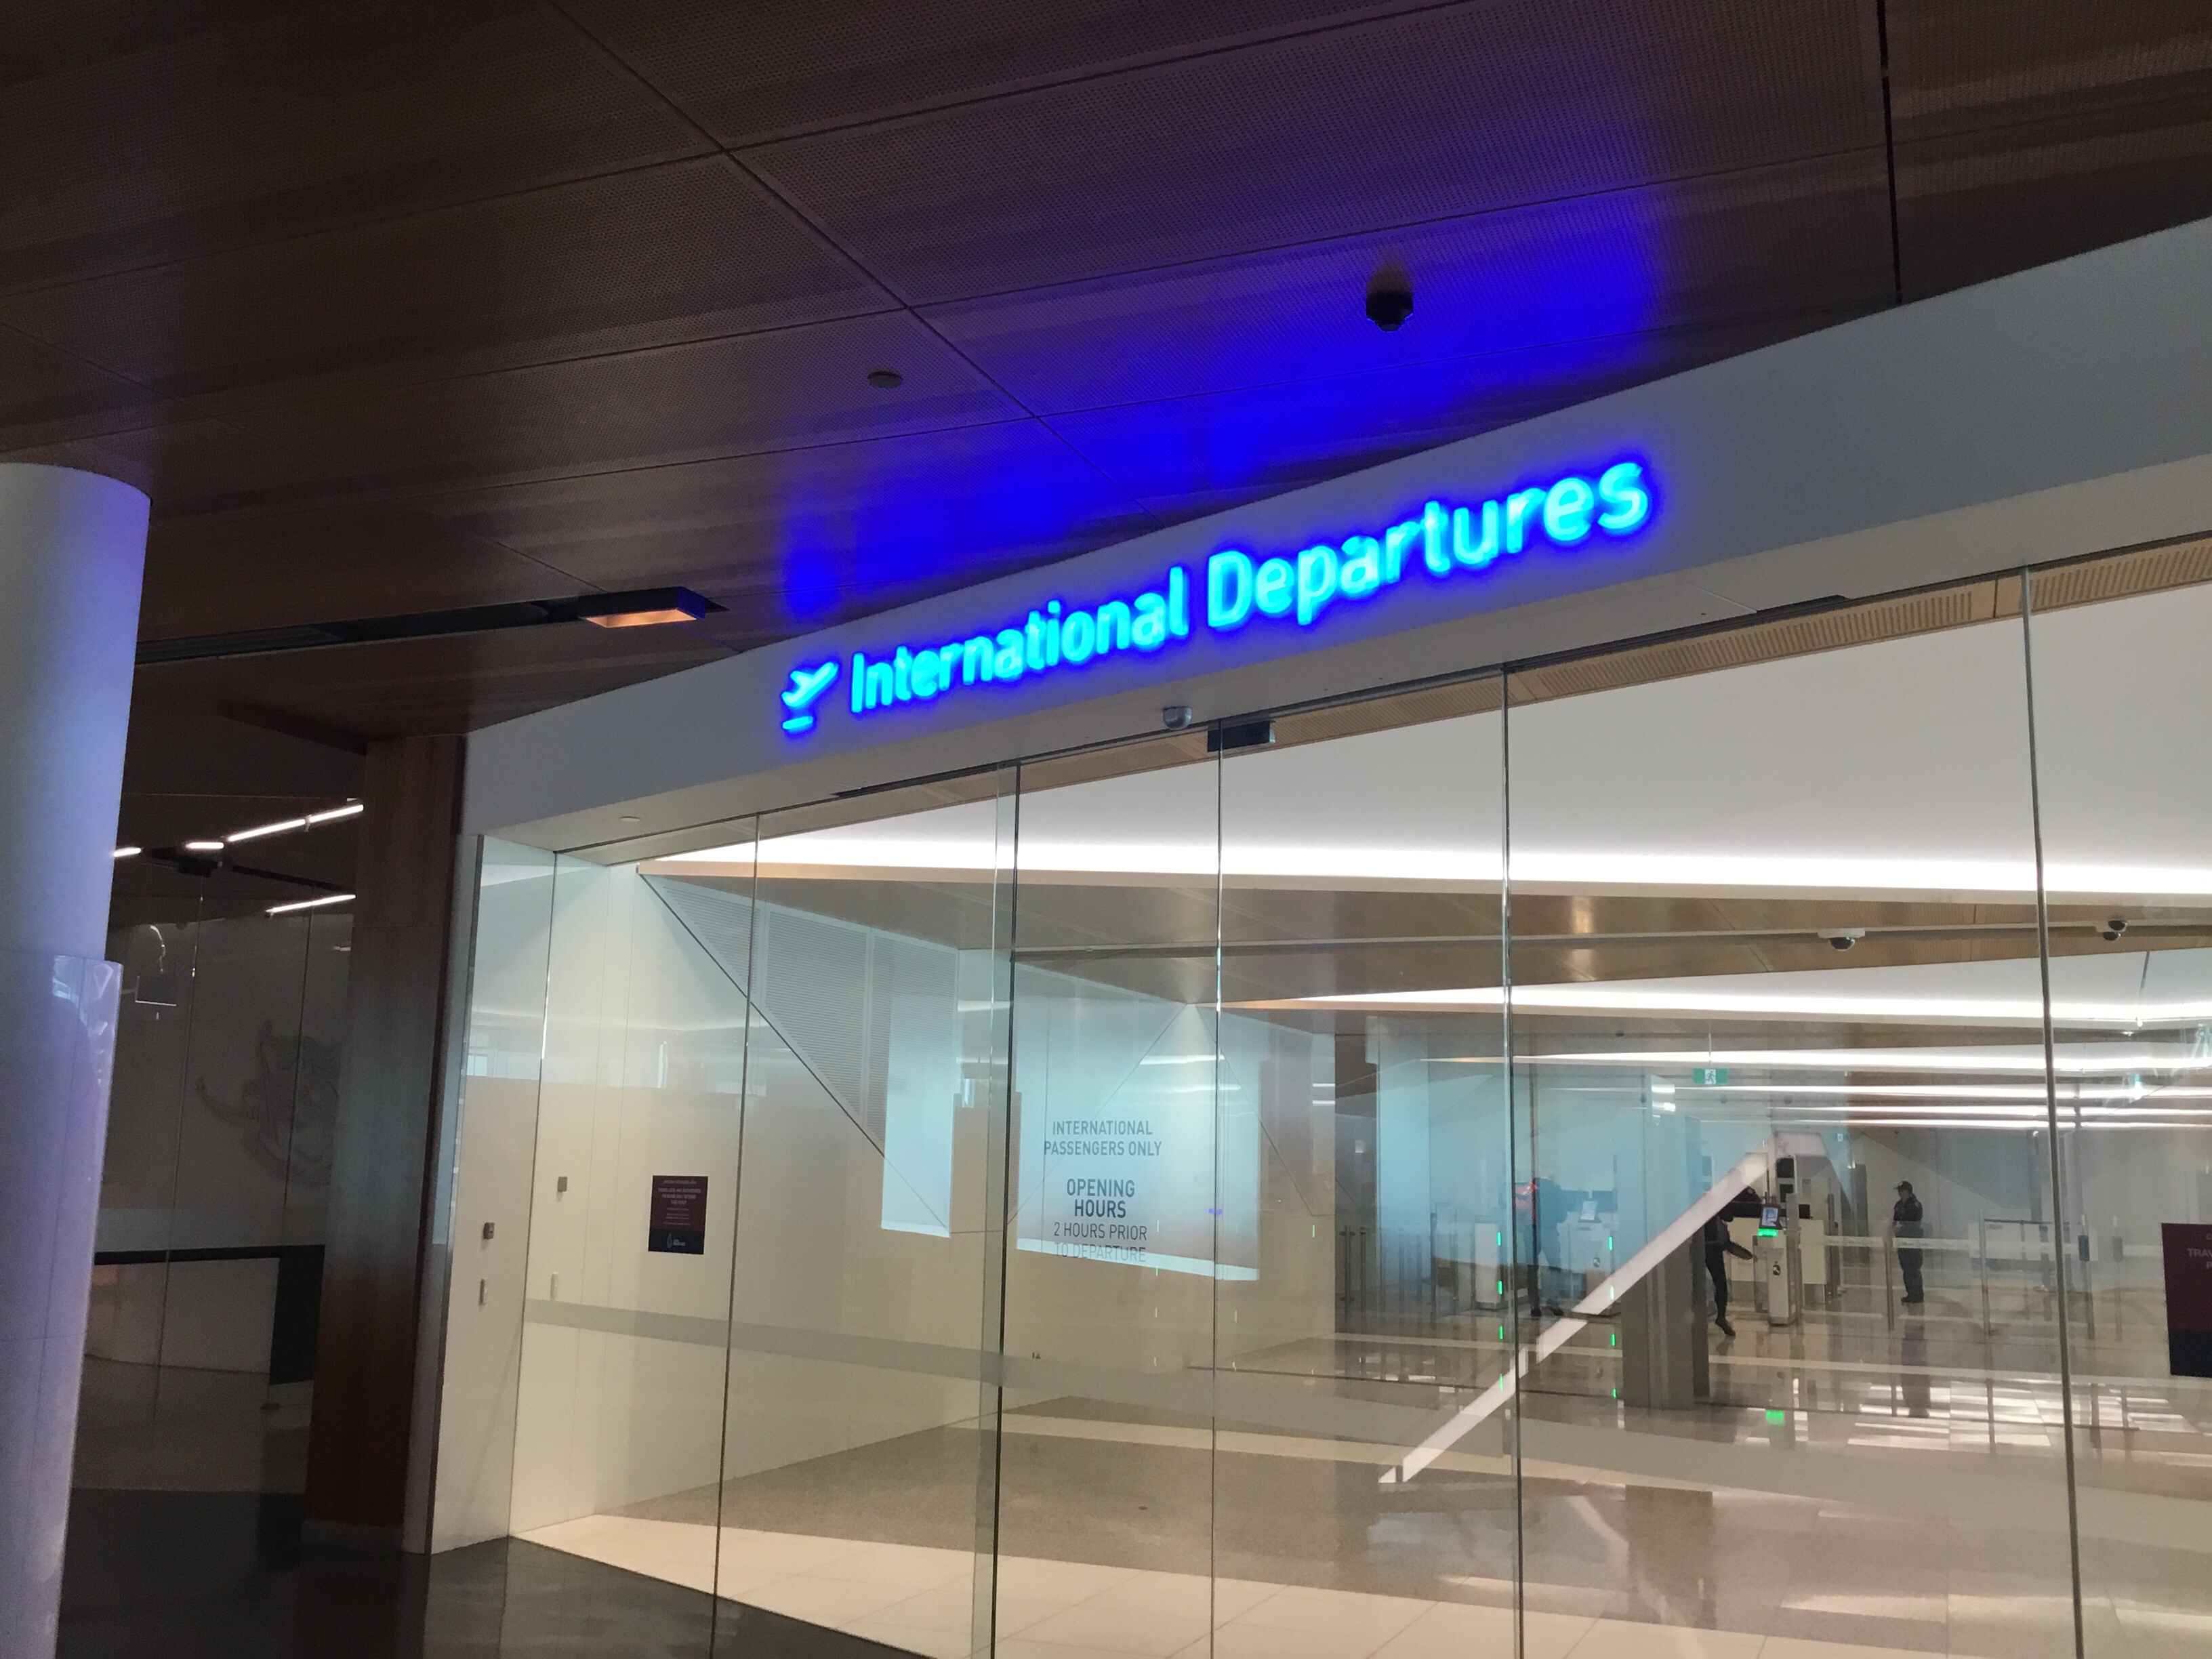 International Departures
INTERNATIONAL
PASSENGERS ONLY
OPENING
HOURS
2 HOURS PRIOR
TO DEPARTURE